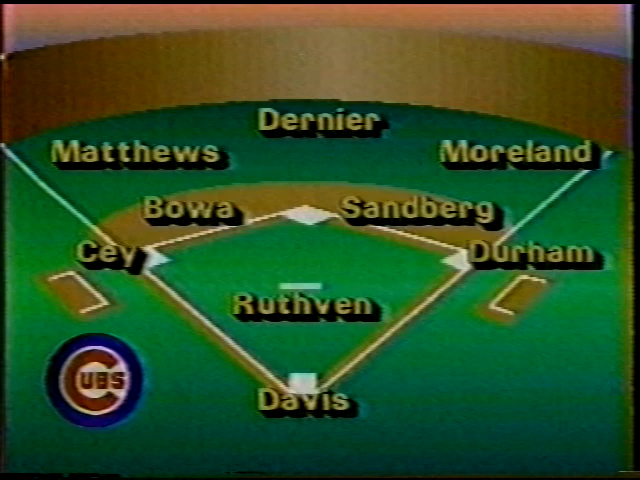 Dernier
Matthews Moreland
Bowa Sandberg
Cey Durham
Ruthven
CUBS
Davis